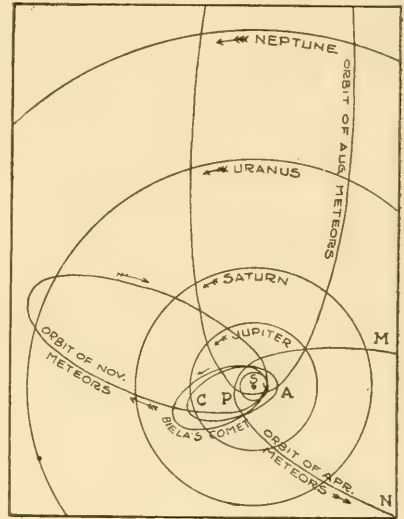 NEPTUNE
ORBIT OF AUG. METEORS
URANUS
SATURN
JUPITER
M
S
C P A
ORBIT OF NOV.
METEORS
BIELA'S COMET
ORBIT OF APR.
METEORS
N